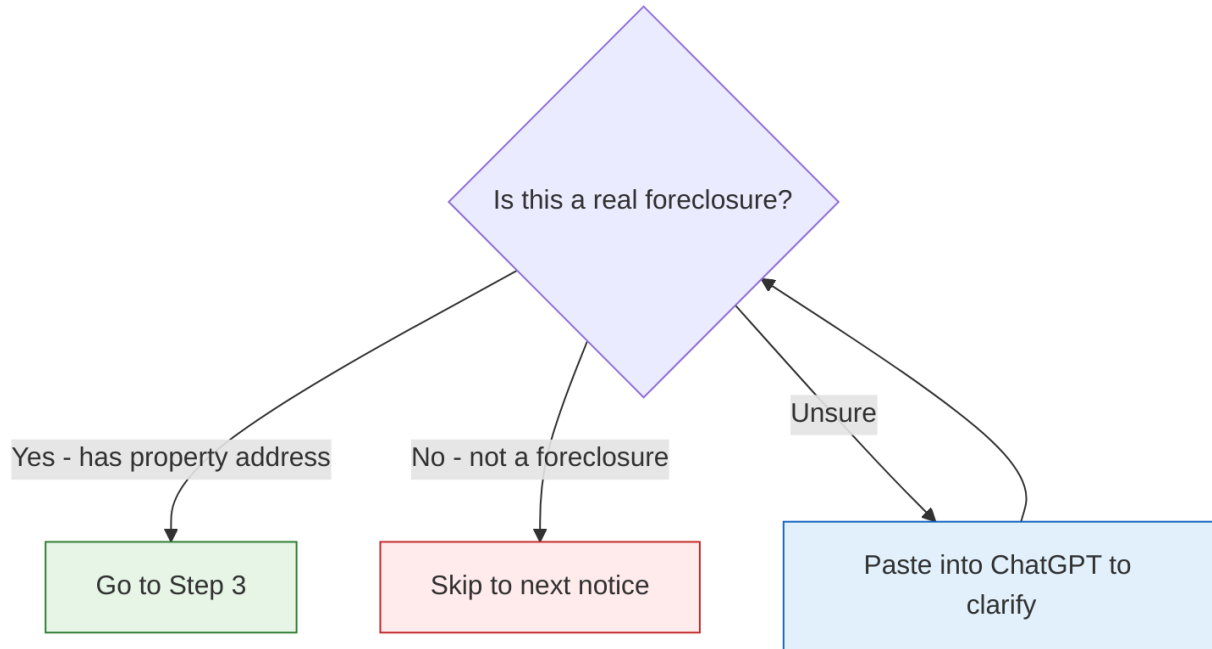 Is this a real foreclosure?
Unsure
Yes - has property address
No - not a foreclosure
Go to Step 3
Skip to next notice
Paste into ChatGPT to
clarify